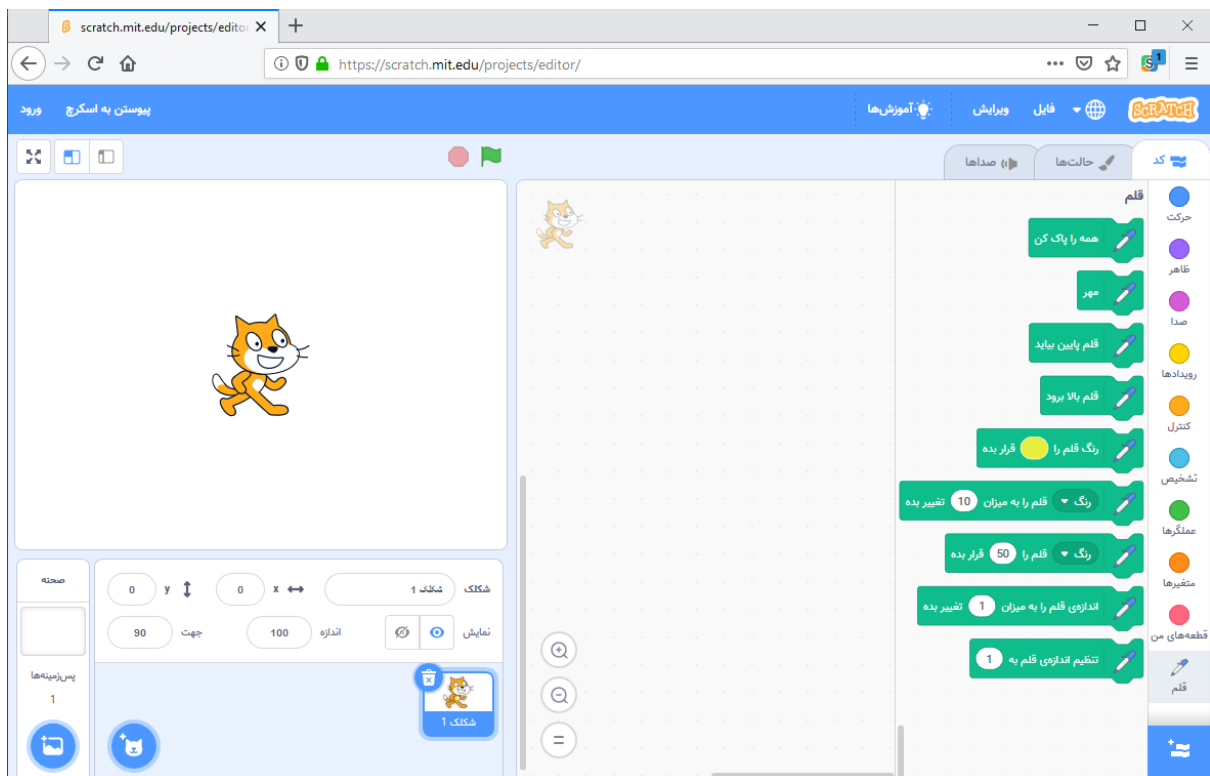 scratch.mit.edu/projects/editor
https://scratch.mit.edu/projects/editor/
1
SCRATCH
فایل
ویرایش
آموزش‌ها
پیوستن به اسکرچ
ورود
کد
حالت‌ها
صداها
حرکت
ظاهر
صدا
رویدادها
کنترل
تشخیص
عملگرها
متغیرها
قطعه‌های من
قلم
قلم
همه را پاک کن
مهر
قلم پایین بیاید
قلم بالا برود
رنگ قلم را قرار بده
رنگ قلم را به میزان 10 تغییر بده
رنگ قلم را 50 قرار بده
اندازه‌ی قلم را به میزان 1 تغییر بده
تنظیم اندازه‌ی قلم به 1
شکلک شکلک 1 x 0 y 0
نمایش اندازه 100 جهت 90
شکلک 1
صحنه
پس‌زمینه‌ها
1